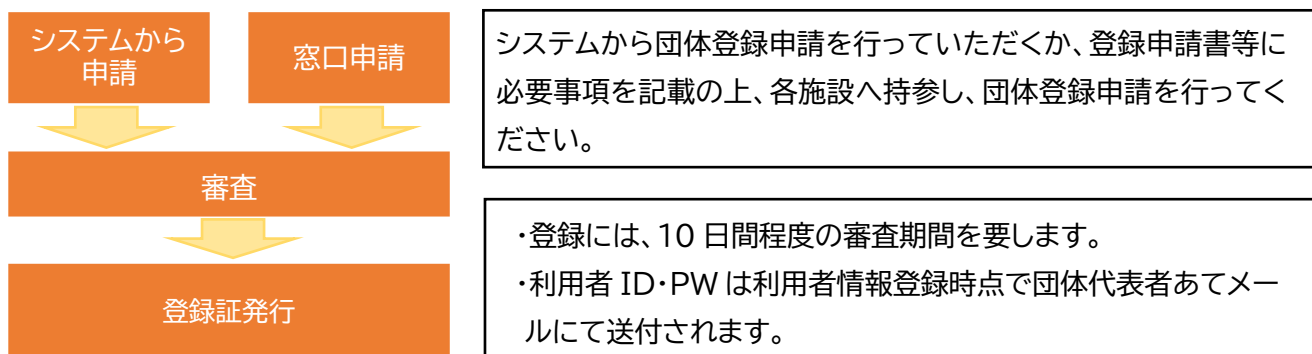 システムから
申請
窓口申請
システムから団体登録申請を行っていただくか、登録申請書等に
必要事項を記載の上、各施設へ持参し、団体登録申請を行ってく
ださい。
審査
・登録には、10 日間程度の審査期間を要します。
・利用者 ID・PW は利用者情報登録時点で団体代表者あてメー
ルにて送付されます。
登録証発行